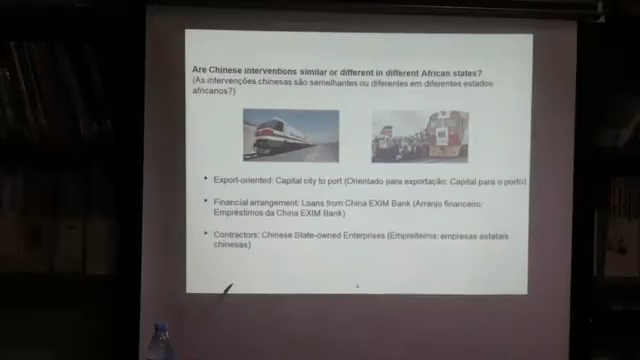 Are Chinese interventions similar or different in different African states?
(As intervenções chinesas são semelhantes ou diferentes em diferentes estados
africanos?)
• Export-oriented: Capital city to port (Orientado para exportação: Capital para o porto)
• Financial arrangement: Loans from China EXIM Bank (Arranjo financeiro:
Empréstimos da China EXIM Bank)
• Contractors: Chinese State-owned Enterprises (Empreiteiros: empresas estatais
chinesas)